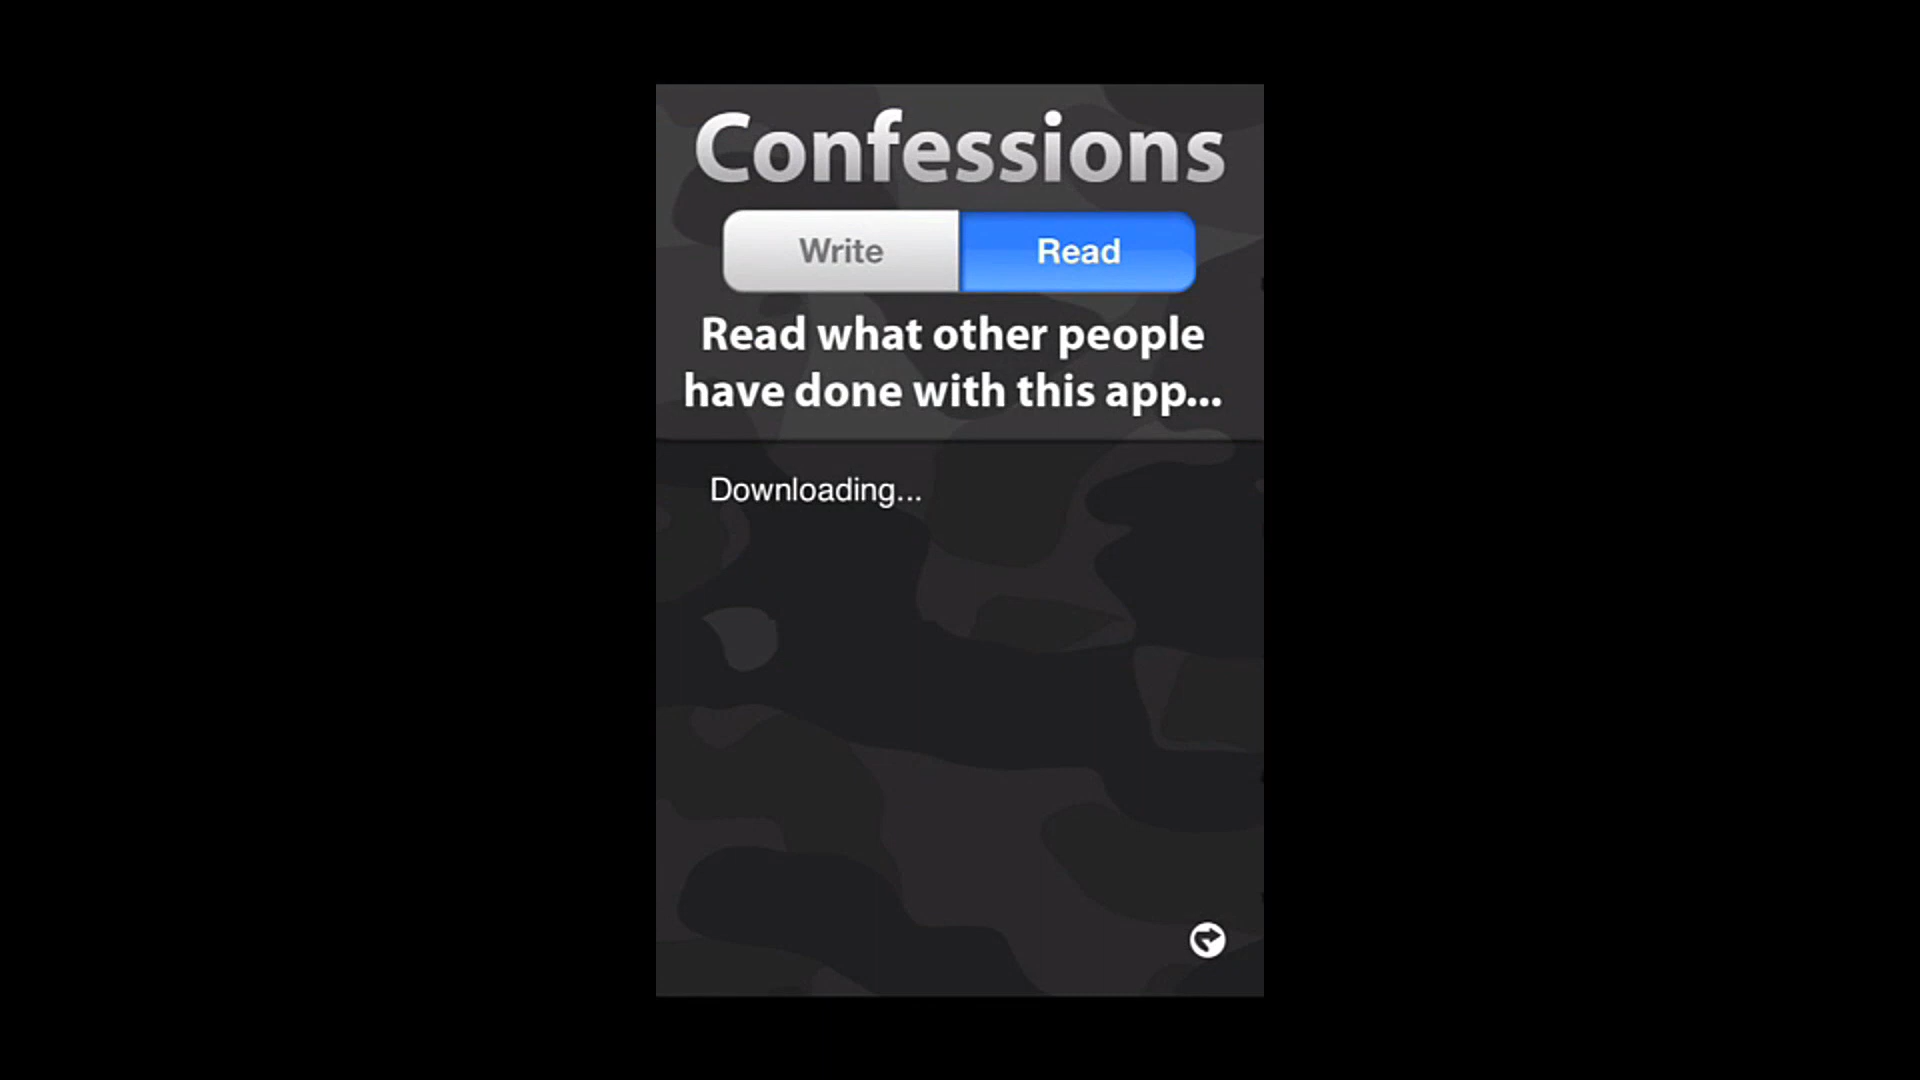 Confessions
Write Read
Read what other people
have done with this app...
Downloading...